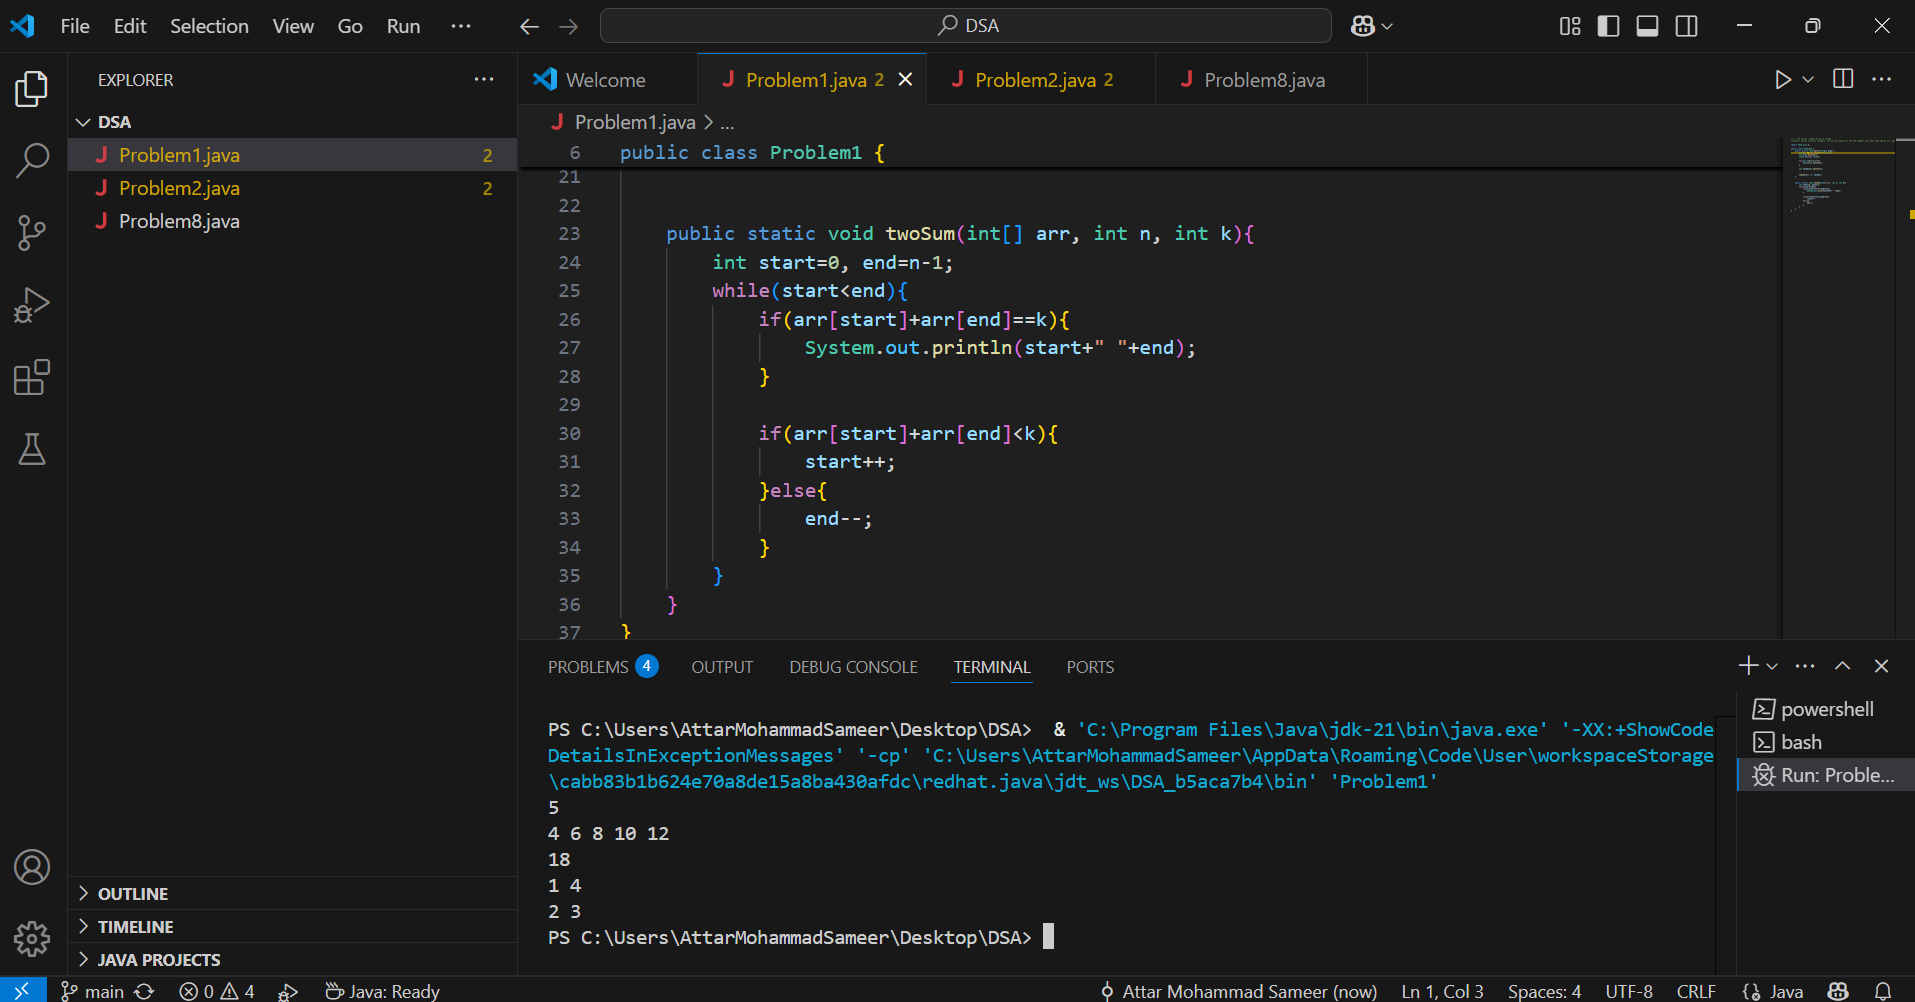 File Edit Selection View Go Run ...
DSA
EXPLORER
DSA
Problem1.java 2
Problem2.java 2
Problem8.java
OUTLINE
TIMELINE
JAVA PROJECTS
Welcome Problem1.java 2 Problem2.java 2 Problem8.java
Problem1.java > ...
6 public class Problem1 {
21
22
23 public static void twoSum(int[] arr, int n, int k){
24 int start=0, end=n-1;
25 while(start<end){
26 if(arr[start]+arr[end]==k){
27 System.out.println(start+" "+end);
28 }
29
30 if(arr[start]+arr[end]<k){
31 start++;
32 }else{
33 end--;
34 }
35 }
36 }
37 }
PROBLEMS 4 OUTPUT DEBUG CONSOLE TERMINAL PORTS
PS C:\Users\AttarMohammadSameer\Desktop\DSA>  & 'C:\Program Files\Java\jdk-21\bin\java.exe' '-XX:+ShowCode
DetailsInExceptionMessages' '-cp' 'C:\Users\AttarMohammadSameer\AppData\Roaming\Code\User\workspaceStorage
\cabb83b1b624e70a8de15a8ba430afdc\redhat.java\jdt_ws\DSA_b5aca7b4\bin' 'Problem1'
5
4 6 8 10 12
18
1 4
2 3
PS C:\Users\AttarMohammadSameer\Desktop\DSA>
powershell
bash
Run: Proble...
main 0 4 Java: Ready Attar Mohammad Sameer (now) Ln 1, Col 3 Spaces: 4 UTF-8 CRLF Java